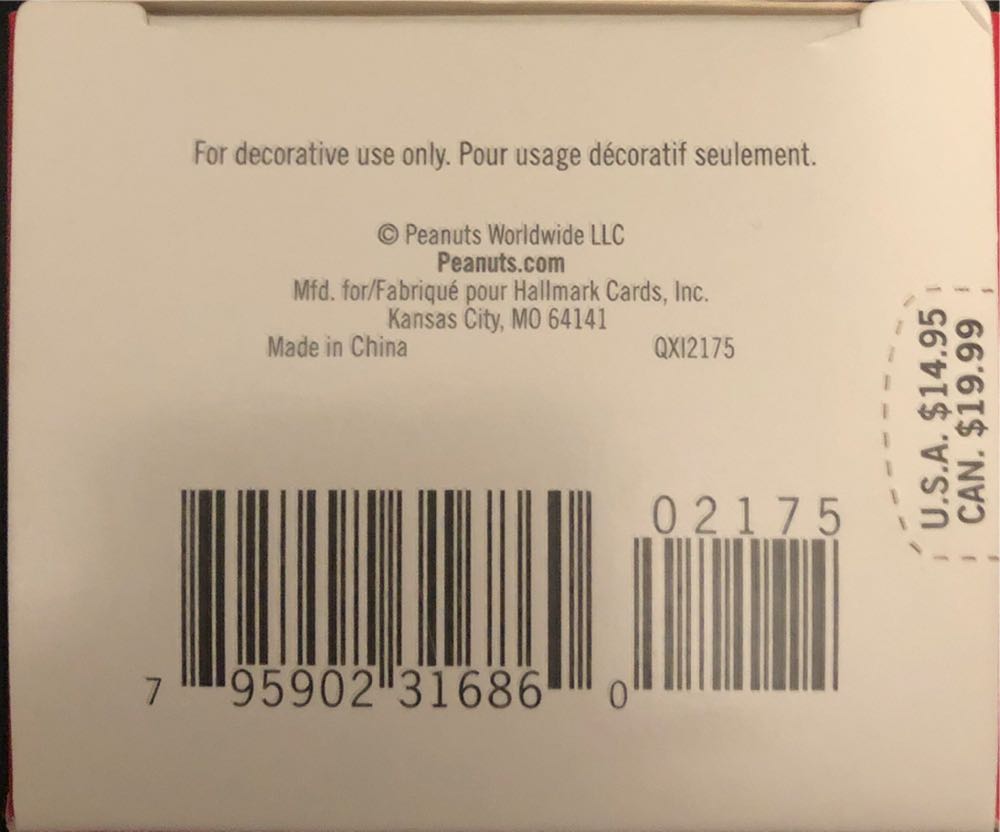 For decorative use only. Pour usage décoratif seulement.
© Peanuts Worldwide LLC
Peanuts.com
Mfd. for/Fabriqué pour Hallmark Cards, Inc.
Kansas City, MO 64141
Made in China QXI2175
U.S.A. $14.95
CAN. $19.99
02175
7 95902 31686 0